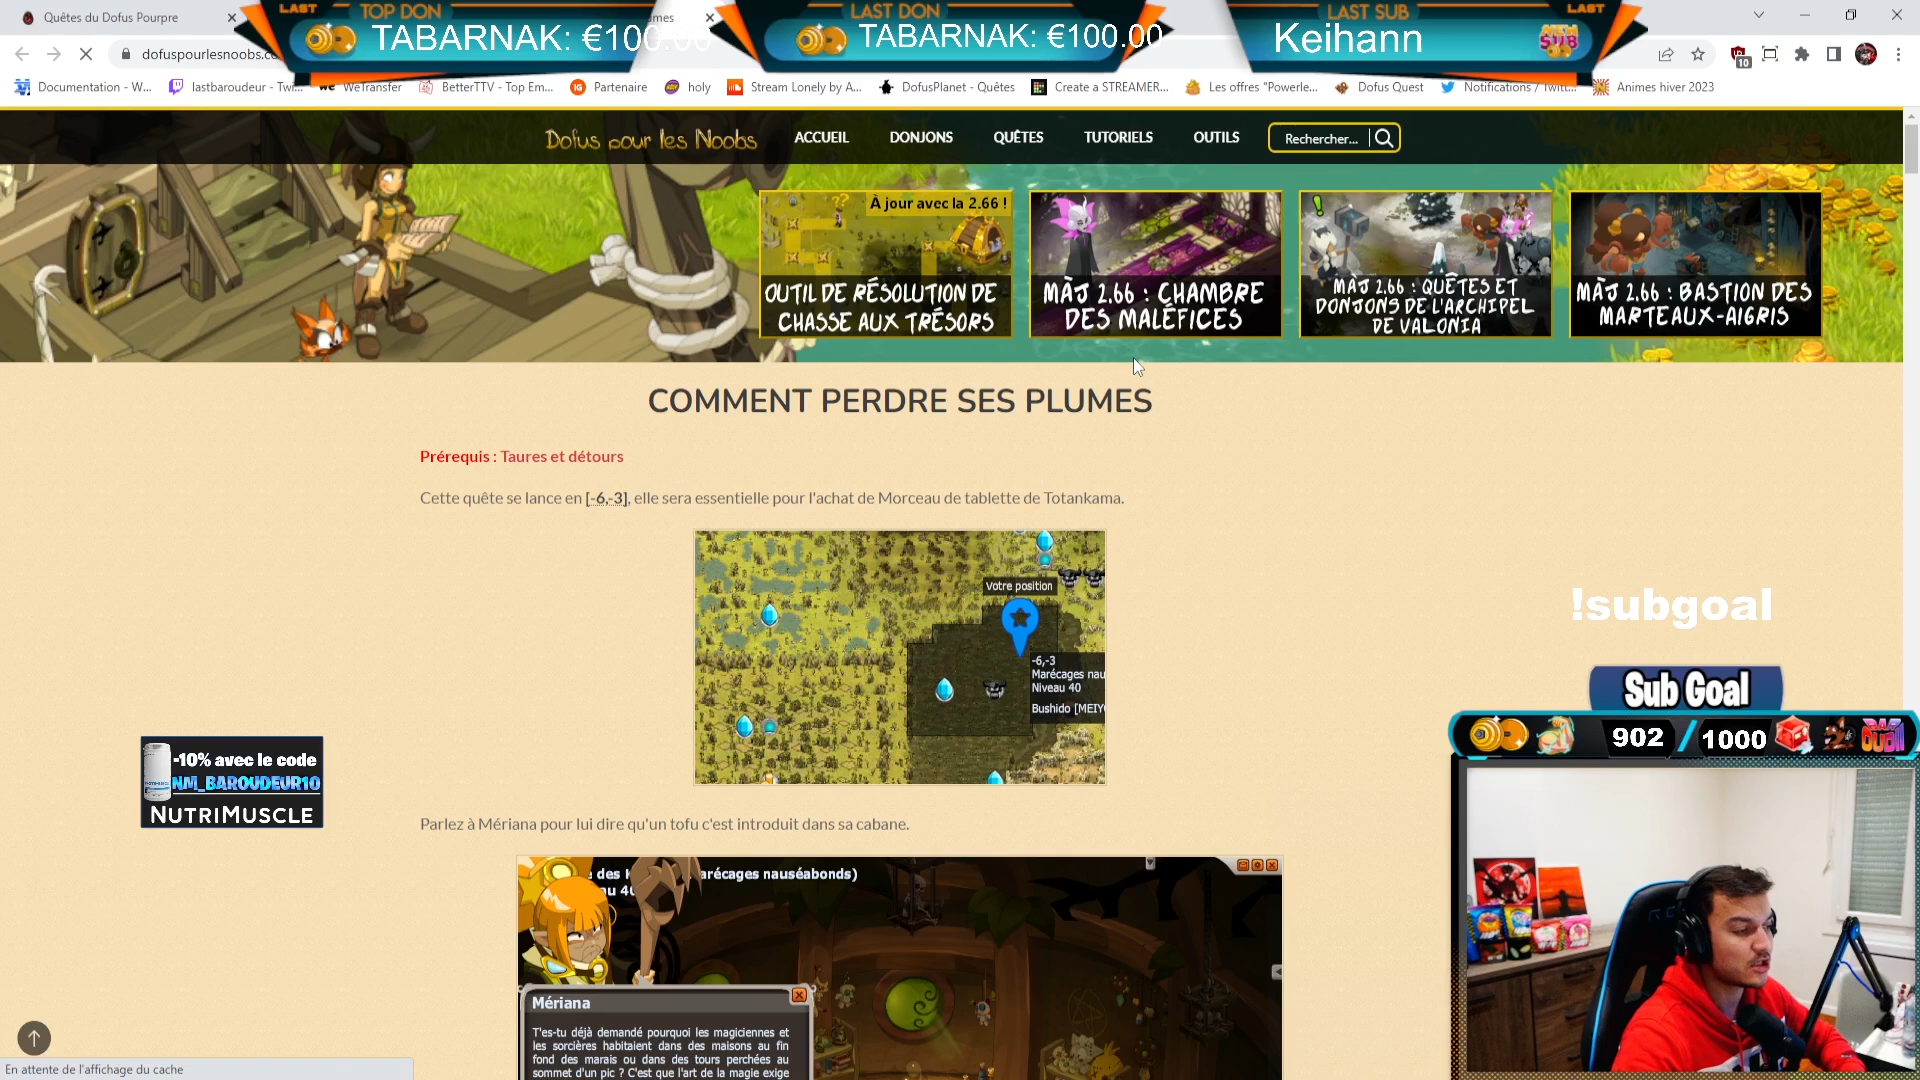 Quêtes du Dofus Pourpre
LAST
TOP DON
TABARNAK: €100.00
LAST DON
TABARNAK: €100.00
LAST SUB
LAST
Keihann
NEW SUB
dofuspourlesnoobs.co
10
Documentation - W...
lastbaroudeur - Twi...
WeTransfer
BetterTTV - Top Em...
Partenaire
holy
Stream Lonely by A...
DofusPlanet - Quêtes
Create a STREAMER...
Les offres "Powerle...
Dofus Quest
Notifications / Twitt...
Animes hiver 2023
Dofus pour les Noobs
ACCUEIL
DONJONS
QUÊTES
TUTORIELS
OUTILS
Rechercher...
À jour avec la 2.66 !
OUTIL DE RÉSOLUTION DE
CHASSE AUX TRÉSORS
MÀJ 2.66 : CHAMBRE
DES MALÉFICES
MÀJ 2.66 : QUÊTES ET
DONJONS DE L'ARCHIPEL
DE VALONIA
MÀJ 2.66 : BASTION DES
MARTEAUX-AIGRIS
COMMENT PERDRE SES PLUMES
Prérequis : Taures et détours
Cette quête se lance en [-6,-3], elle sera essentielle pour l'achat de Morceau de tablette de Totankama.
Votre position
-6,-3
Marécages nau
Niveau 40
Bushido [MEIY
!subgoal
Sub Goal
902 / 1000
-10% avec le code
NM_BAROUDEUR10
NUTRIMUSCLE
Parlez à Mériana pour lui dire qu'un tofu c'est introduit dans sa cabane.
Mériana
T'es-tu déjà demandé pourquoi les magiciennes et
les sorcières habitaient dans des maisons au fin
fond des marais ou dans des tours perchées au
sommet d'un pic ? C'est que l'art de la magie exige
En attente de l'affichage du cache